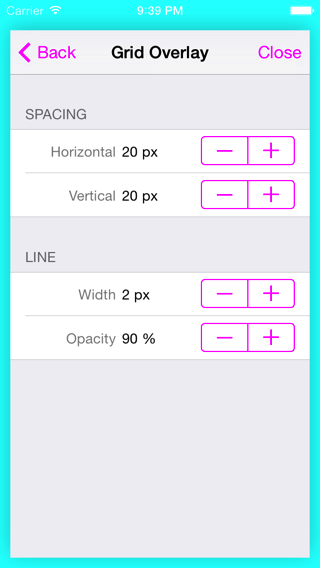 Carrier 9:39 PM
Back Grid Overlay Close
SPACING
Horizontal 20 px − +
Vertical 20 px − +
LINE
Width 2 px − +
Opacity 90 % − +